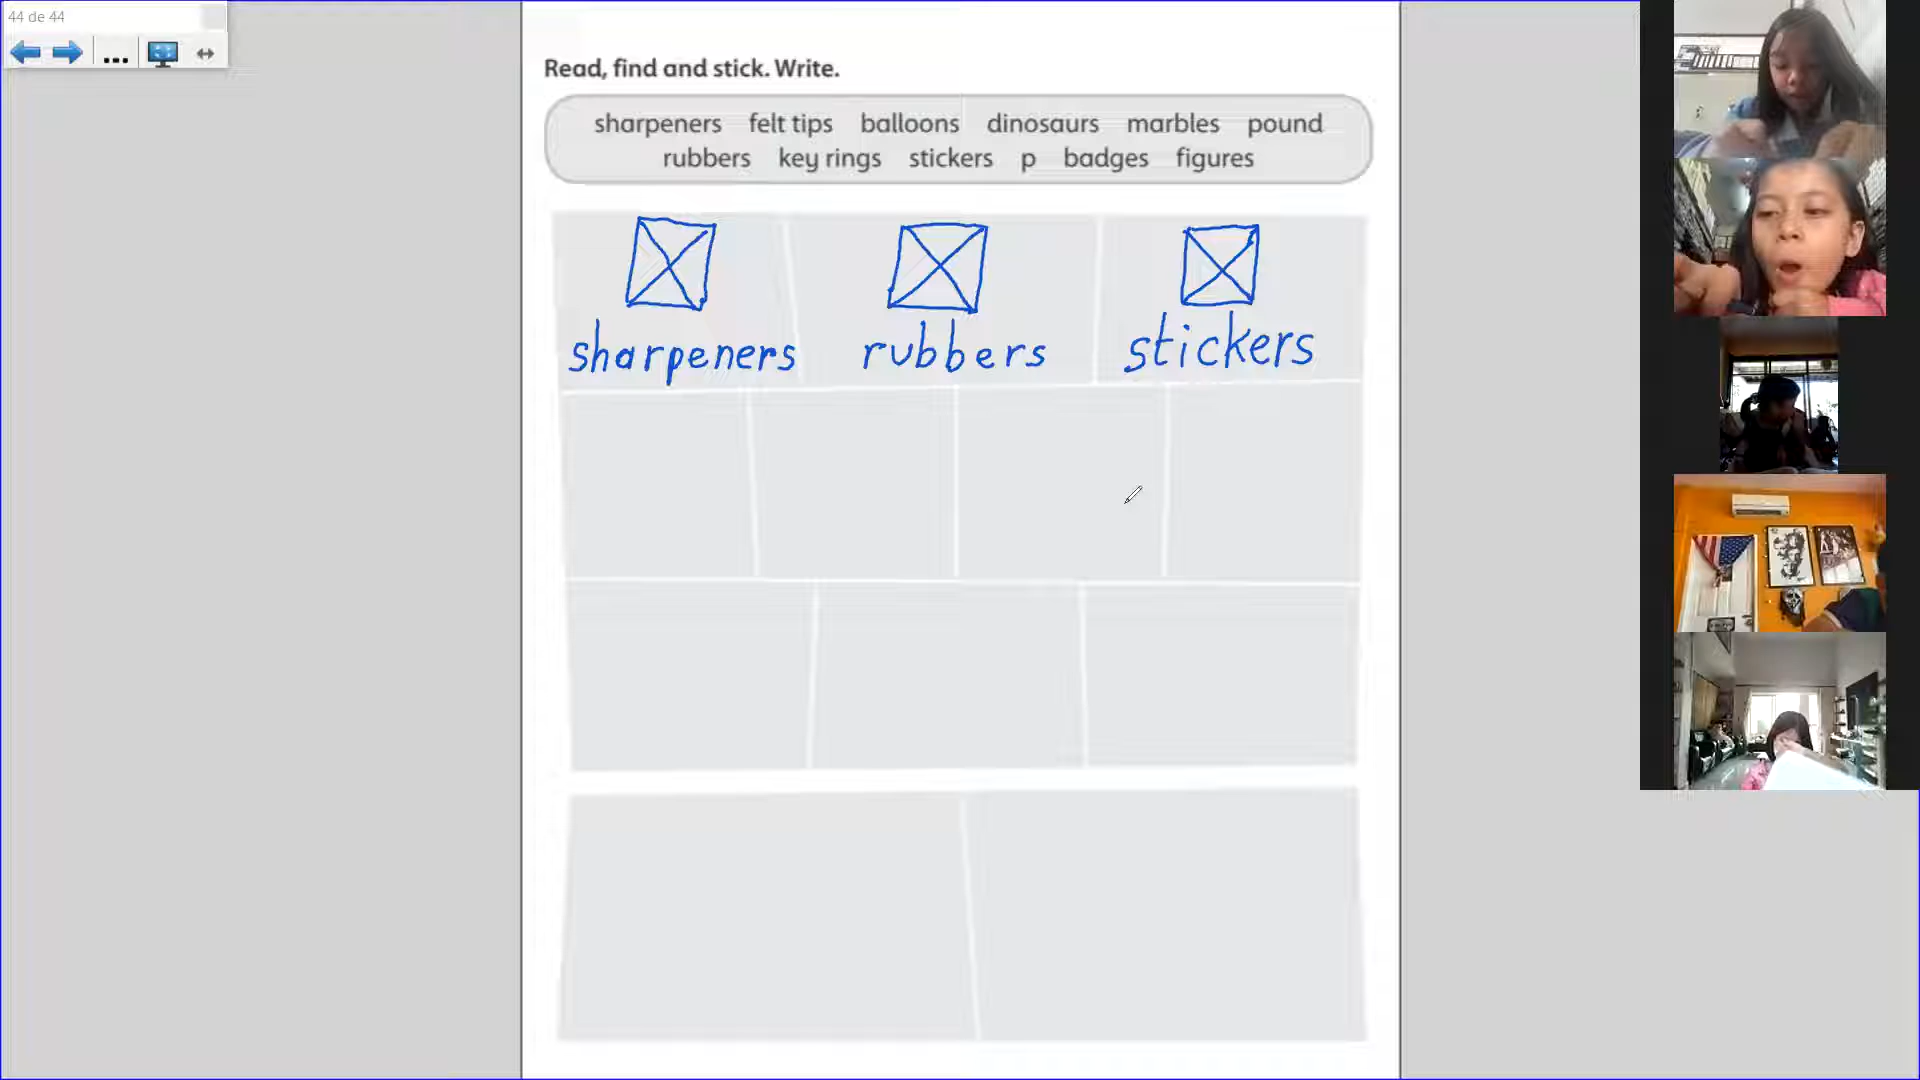 44 de 44
Read, find and stick. Write.
sharpeners felt tips balloons dinosaurs marbles pound
rubbers key rings stickers p badges figures
sharpeners rubbers stickers